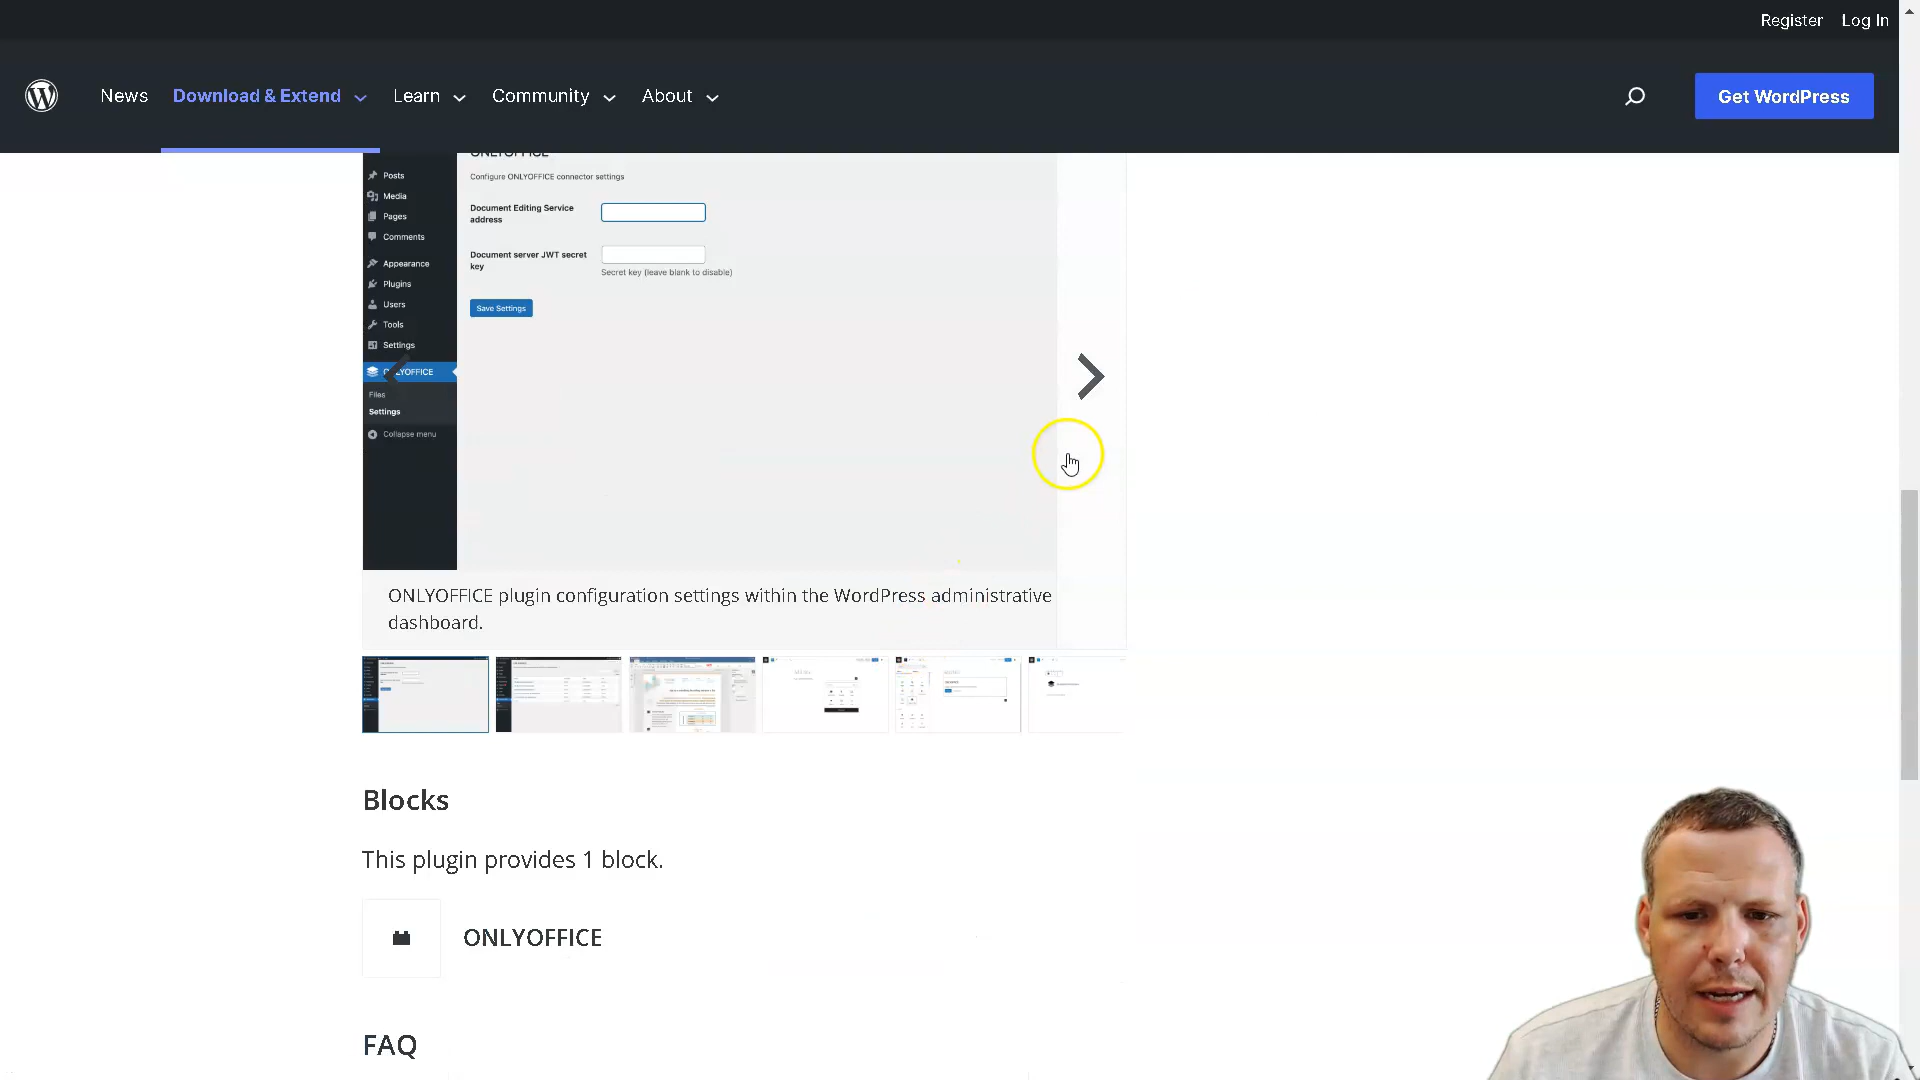 Register Log In
News Download & Extend Learn Community About Get WordPress
ONLYOFFICE
Posts
Configure ONLYOFFICE connector settings
Media
Pages
Comments
Appearance
Plugins
Users
Tools
Settings
Document Editing Service
address
Document server JWT secret
key
Secret key (leave blank to disable)
Save Settings
Files
Settings
Collapse menu
ONLYOFFICE plugin configuration settings within the WordPress administrative
dashboard.
Blocks
This plugin provides 1 block.
ONLYOFFICE
FAQ